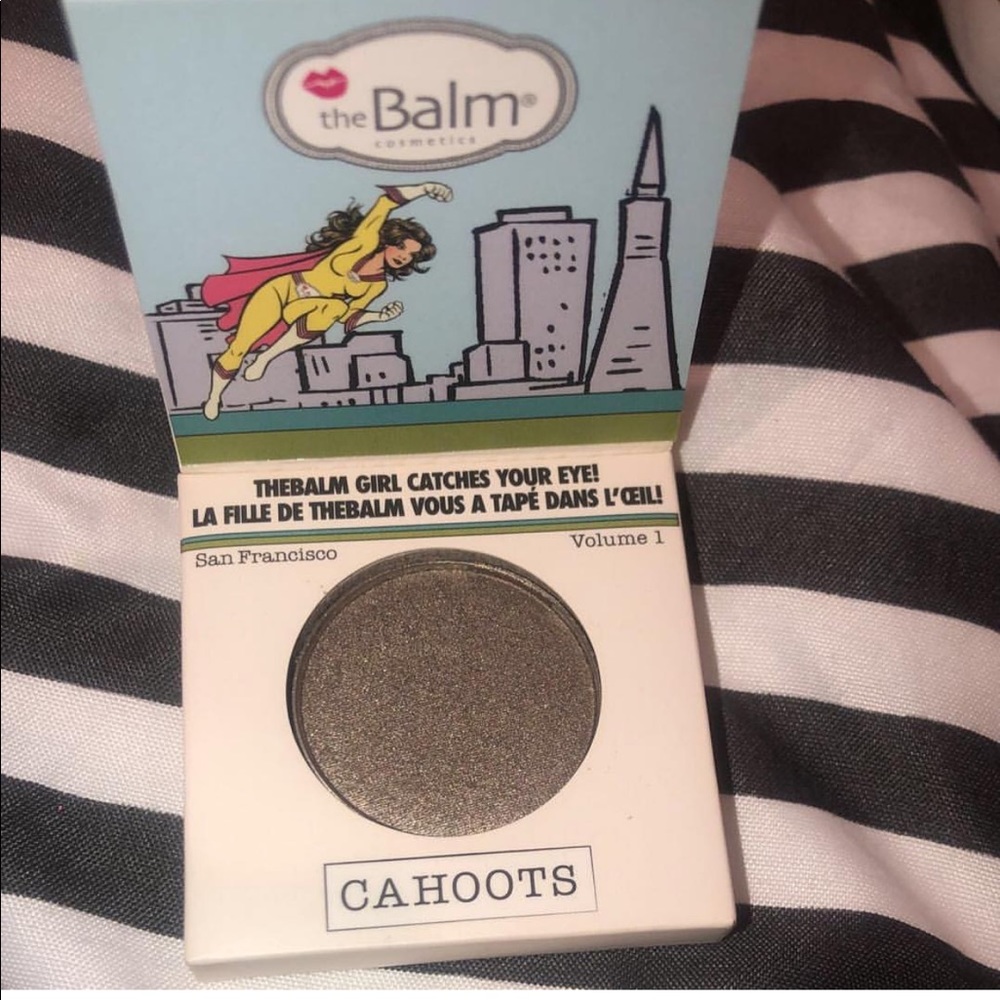 theBalm®
cosmetics
THEBALM GIRL CATCHES YOUR EYE!
LA FILLE DE THEBALM VOUS A TAPÉ DANS L'ŒIL!
San Francisco
Volume 1
CAHOOTS